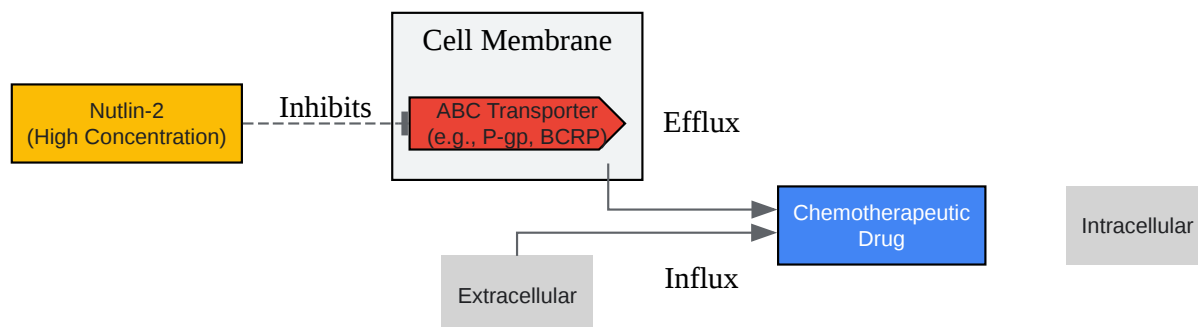 Cell Membrane
Nutlin-2
(High Concentration)
Inhibits
ABC Transporter
(e.g., P-gp, BCRP)
Efflux
Chemotherapeutic
Drug
Intracellular
Extracellular
Influx